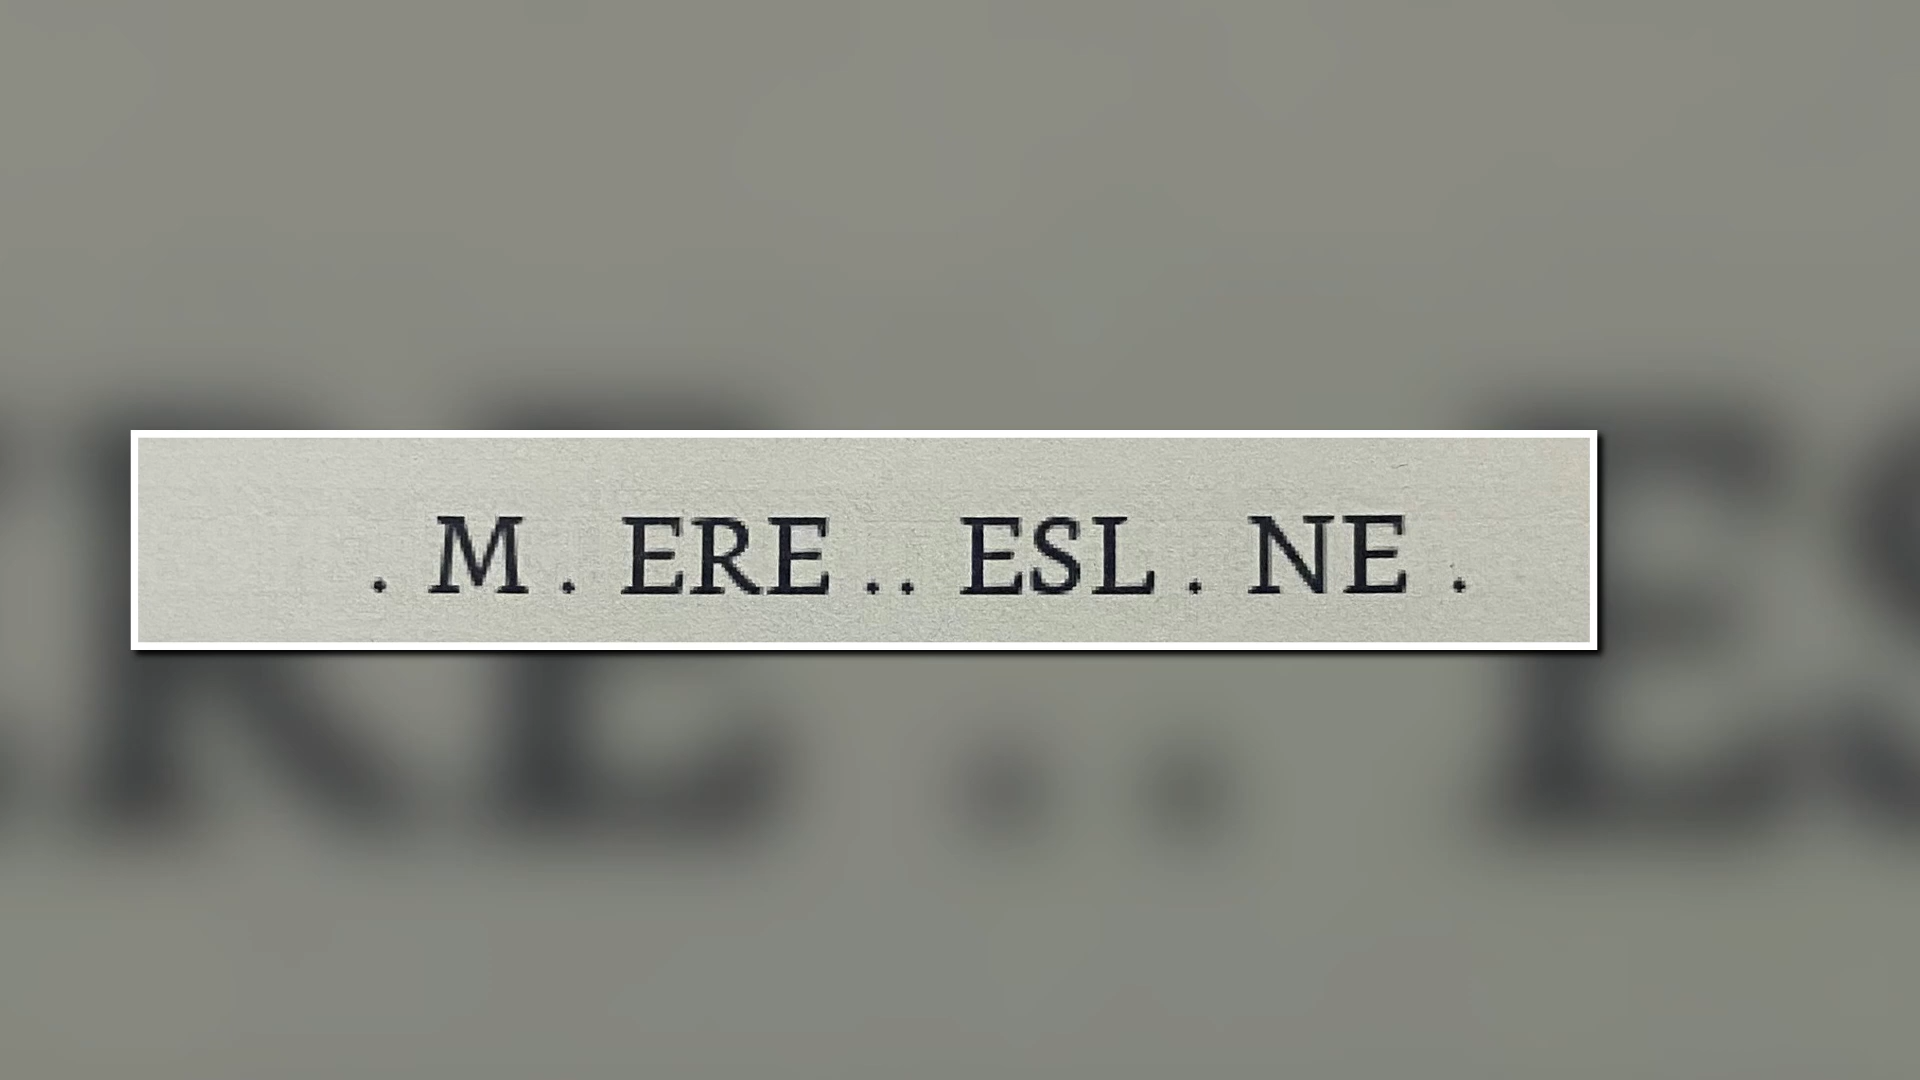 . M . ERE .. ESL . NE .